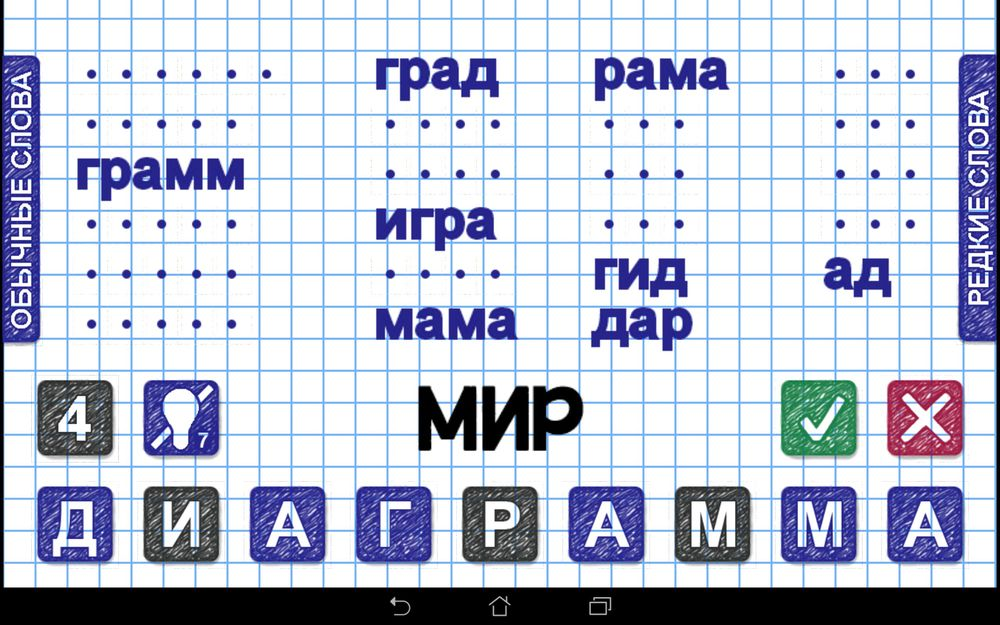 ОБЫЧНЫЕ СЛОВА
град рама
грамм
игра
гид ад
мама дар
РЕДКИЕ СЛОВА
4 7 МИР
Д И А Г Р А М М А